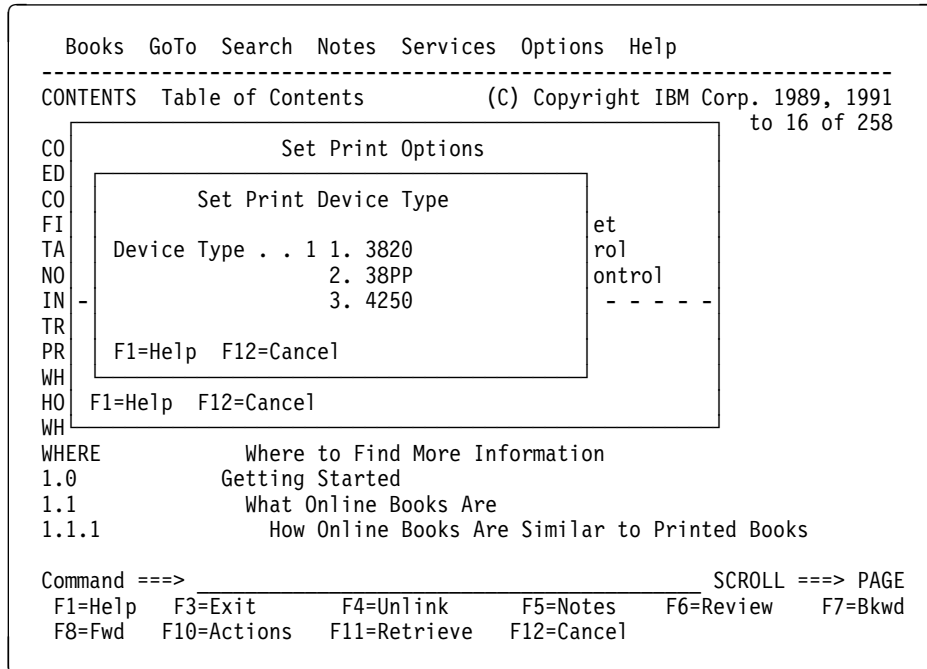 Books  GoTo  Search  Notes  Services  Options  Help
-----------------------------------------------------------------------
CONTENTS  Table of Contents          (C) Copyright IBM Corp. 1989, 1991
to 16 of 258
CO                  Set Print Options
ED
CO           Set Print Device Type
FI                                            et
TA    Device Type . . 1 1. 3820               rol
NO                      2. 38PP               ontrol
IN -                    3. 4250                - - - - -
TR
PR    F1=Help  F12=Cancel
WH
HO  F1=Help  F12=Cancel
WH
WHERE            Where to Find More Information
1.0            Getting Started
1.1              What Online Books Are
1.1.1              How Online Books Are Similar to Printed Books
Command ===> __________________________________________ SCROLL ===> PAGE
F1=Help   F3=Exit       F4=Unlink      F5=Notes    F6=Review    F7=Bkwd
F8=Fwd   F10=Actions   F11=Retrieve   F12=Cancel